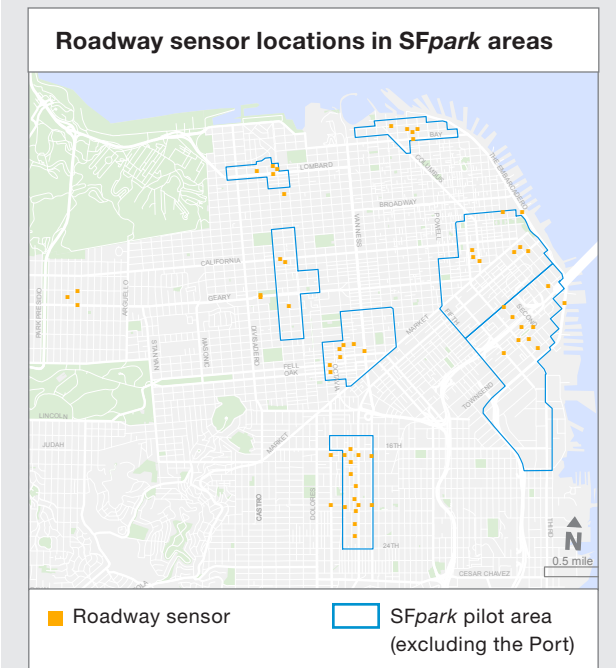 Roadway sensor locations in SFpark areas
BAY
COLUMBUS
THE EMBARCADERO
LOMBARD
BROADWAY
VAN NESS
POWELL
CALIFORNIA
ARGUELLO
GEARY
PARK PRESIDIO
SECOND
FIFTH
MARKET
DIVISADERO
MASONIC
STANYAN
FELL
OAK
OCTAVIA
TOWNSEND
LINCOLN
JUDAH
MARKET
16TH
CASTRO
DOLORES
THIRD
24TH
CESAR CHAVEZ
N
0.5 mile
Roadway sensor
SFpark pilot area
(excluding the Port)